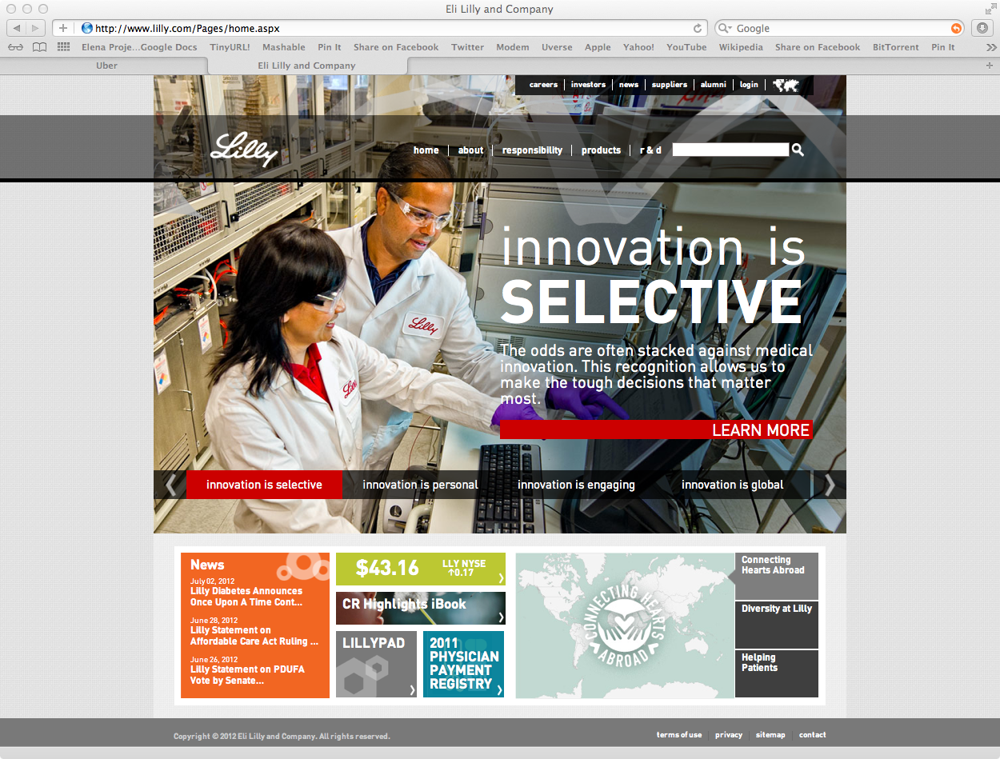 Eli Lilly and Company
http://www.lilly.com/Pages/home.aspx
Google
Elena Proje...Google Docs
TinyURL!
Mashable
Pin It
Share on Facebook
Twitter
Modem
Uverse
Apple
Yahoo!
YouTube
Wikipedia
Share on Facebook
BitTorrent
Pin It
Uber
Eli Lilly and Company
careers
investors
news
suppliers
alumni
login
Lilly
home
about
responsibility
products
r & d
innovation is
SELECTIVE
Lilly
Lilly
The odds are often stacked against medical
innovation. This recognition allows us to
make the tough decisions that matter
most.
LEARN MORE
innovation is selective
innovation is personal
innovation is engaging
innovation is global
News
July 02, 2012
Lilly Diabetes Announces
Once Upon A Time Cont...
June 28, 2012
Lilly Statement on
Affordable Care Act Ruling ...
June 26, 2012
Lilly Statement on PDUFA
Vote by Senate...
$43.16
LLY NYSE
↑0.17
CR Highlights iBook
LILLYPAD
2011
PHYSICIAN
PAYMENT
REGISTRY
CONNECTING HEARTS
ABROAD
Connecting
Hearts Abroad
Diversity at Lilly
Helping
Patients
Copyright © 2012 Eli Lilly and Company. All rights reserved.
terms of use
privacy
sitemap
contact